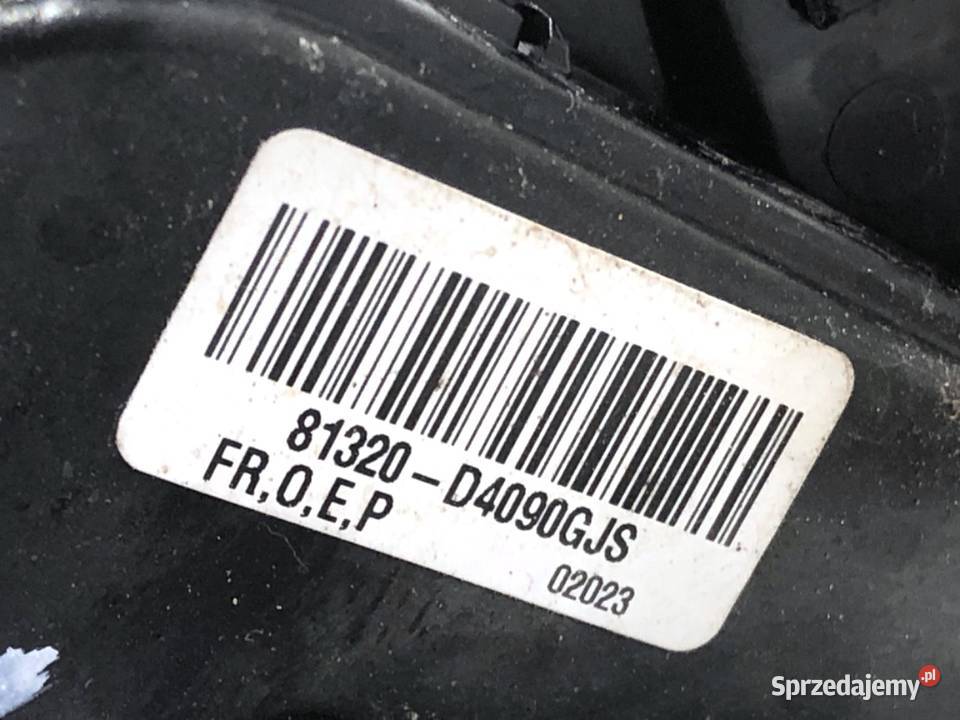 81320-D4090GJS
FR,O,E,P
02023
Sprzedajemy.pl